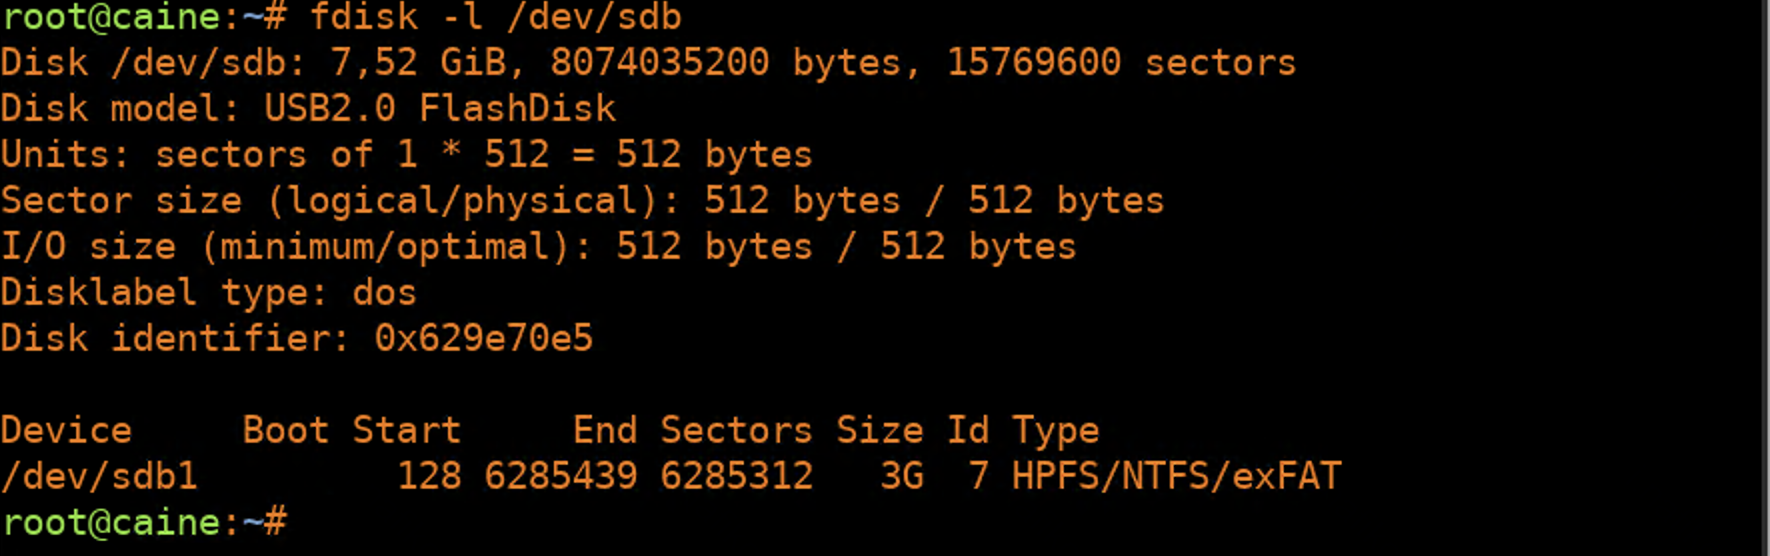 root@caine:~# fdisk -l /dev/sdb
Disk /dev/sdb: 7,52 GiB, 8074035200 bytes, 15769600 sectors
Disk model: USB2.0 FlashDisk
Units: sectors of 1 * 512 = 512 bytes
Sector size (logical/physical): 512 bytes / 512 bytes
I/O size (minimum/optimal): 512 bytes / 512 bytes
Disklabel type: dos
Disk identifier: 0x629e70e5
Device     Boot Start     End Sectors Size Id Type
/dev/sdb1         128 6285439 6285312   3G  7 HPFS/NTFS/exFAT
root@caine:~#